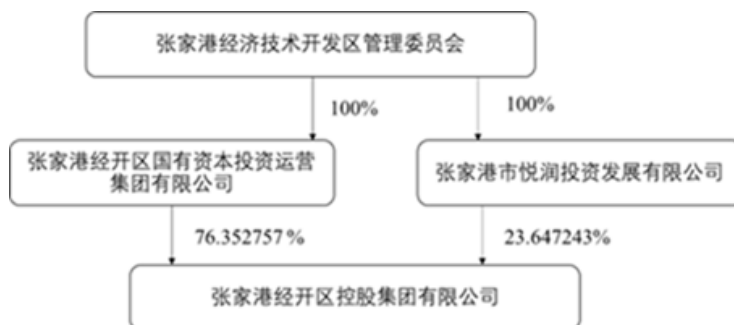 张家港经济技术开发区管理委员会
100%
100%
张家港经开区国有资本投资运营
集团有限公司
张家港市悦润投资发展有限公司
76.352757%
23.647243%
张家港经开区控股集团有限公司